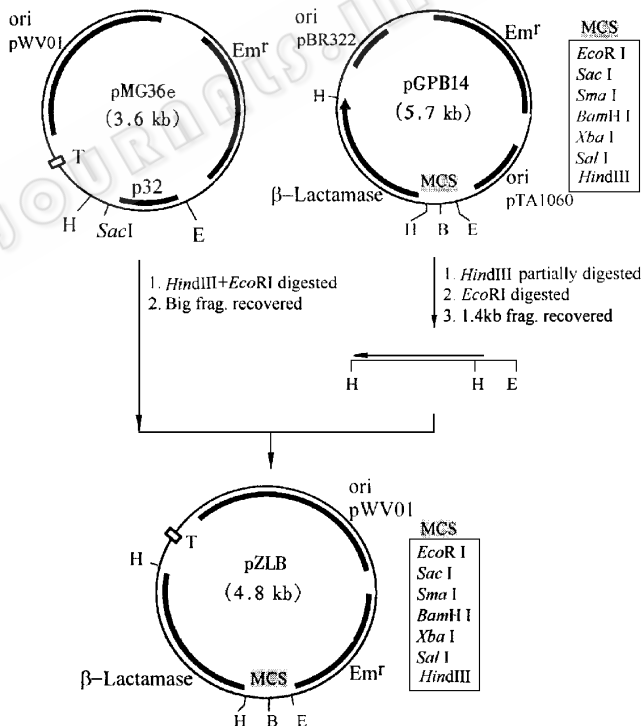 ori
pWV01
Emr
pMG36e
(3.6 kb)
T
p32
H
SacI
E
ori
pBR322
Emr
H
pGPB14
(5.7 kb)
β-Lactamase
MCS
ori
pTA1060
H
B
E
MCS
EcoR I
Sac I
Sma I
BamH I
Xba I
Sal I
HindIII
1. HindIII+EcoRI digested
2. Big frag. recovered
1. HindIII partially digested
2. EcoRI digested
3. 1.4kb frag. recovered
H
H
E
ori
pWV01
T
H
pZLB
(4.8 kb)
β-Lactamase
MCS
Emr
H
B
E
MCS
EcoR I
Sac I
Sma I
BamH I
Xba I
Sal I
HindIII